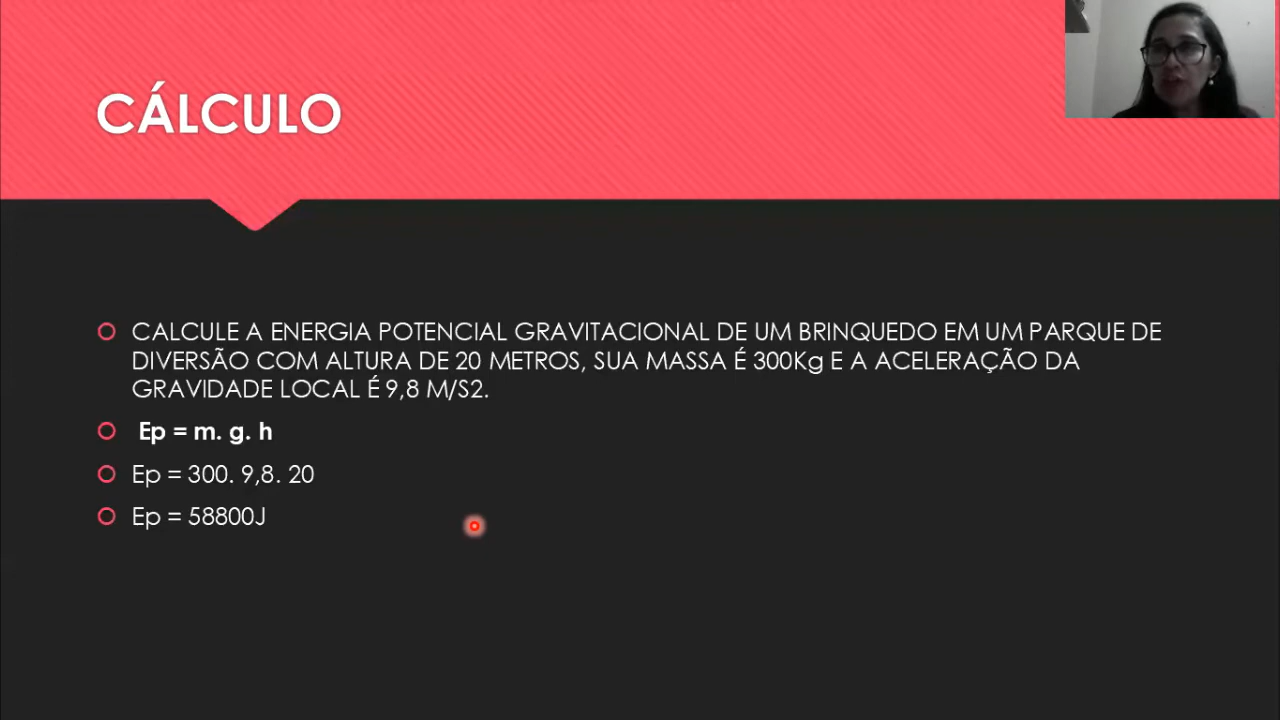 CÁLCULO
CALCULE A ENERGIA POTENCIAL GRAVITACIONAL DE UM BRINQUEDO EM UM PARQUE DE
DIVERSÃO COM ALTURA DE 20 METROS, SUA MASSA É 300Kg E A ACELERAÇÃO DA
GRAVIDADE LOCAL É 9,8 M/S2.
Ep = m. g. h
Ep = 300. 9,8. 20
Ep = 58800J